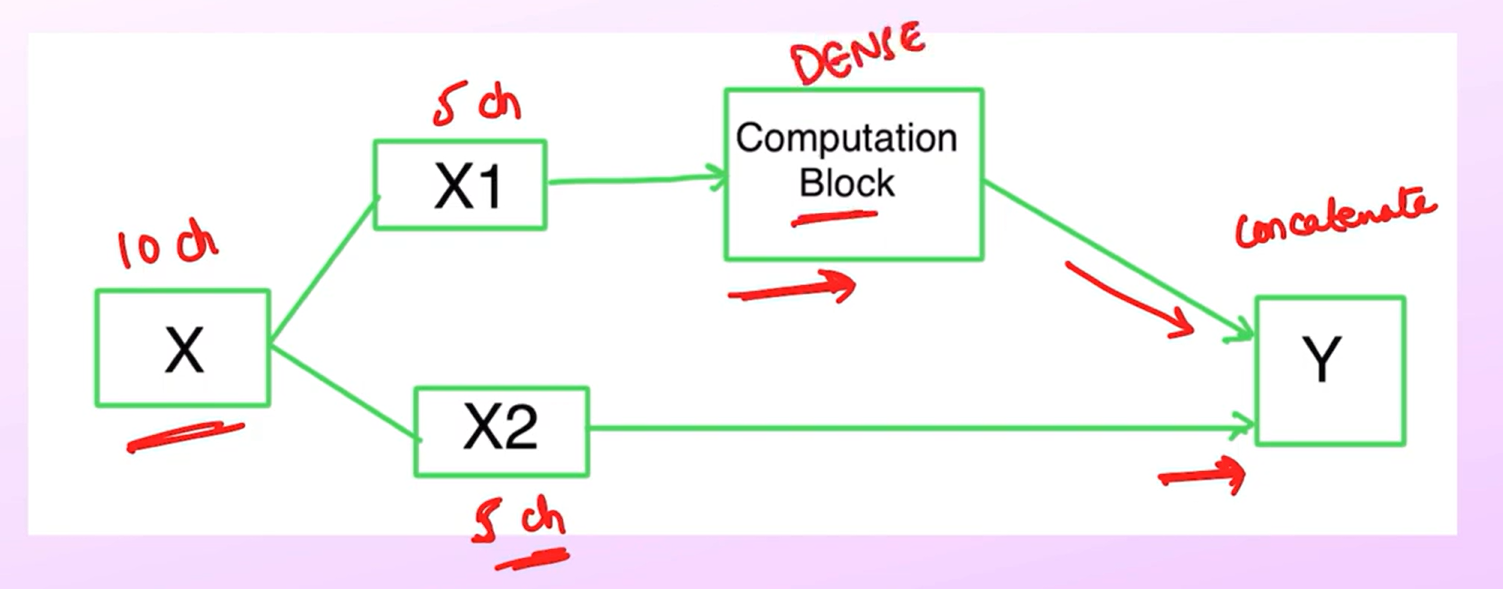 DENSE
5 ch
Computation
Block
X1
concatenate
10 ch
X
Y
X2
5 ch